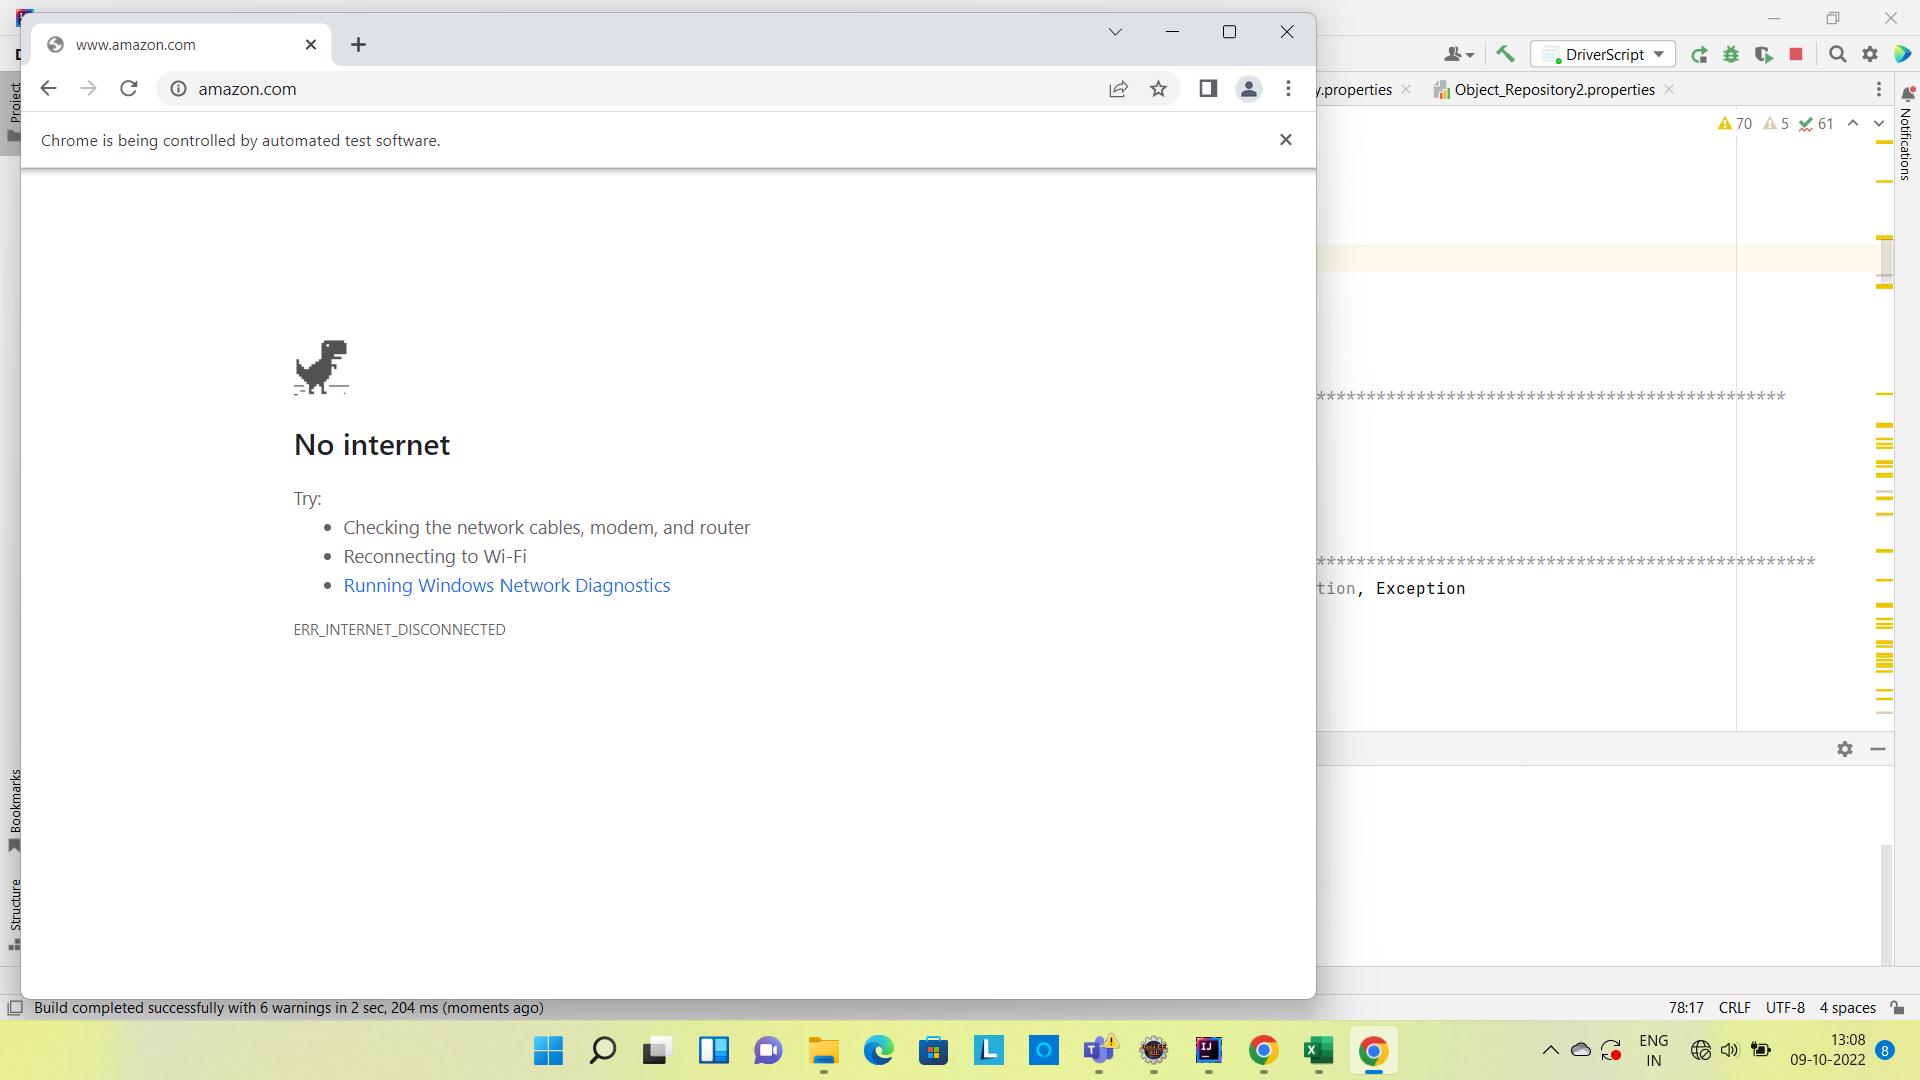 www.amazon.com
amazon.com
Chrome is being controlled by automated test software.
No internet
Try:
Checking the network cables, modem, and router
Reconnecting to Wi-Fi
Running Windows Network Diagnostics
ERR_INTERNET_DISCONNECTED
DriverScript
y.properties
Object_Repository2.properties
70 5 61
Notifications
Project
***********************************************
**************************************************
tion, Exception
Bookmarks
Structure
Build completed successfully with 6 warnings in 2 sec, 204 ms (moments ago)
78:17 CRLF UTF-8 4 spaces
ENG
IN
13:08
09-10-2022
8